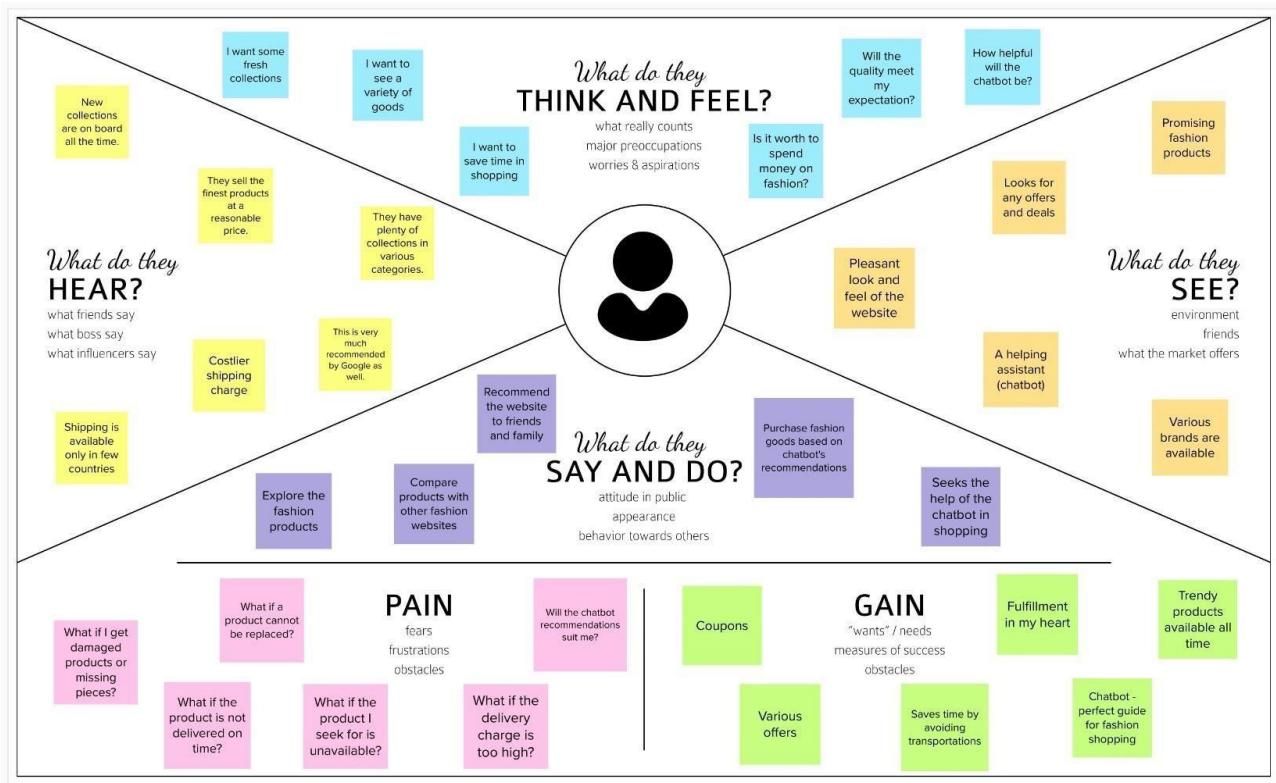 What do they
THINK AND FEEL?
what really counts
major preoccupations
worries & aspirations
I want some
fresh
collections
I want to
see a
variety of
goods
I want to
save time in
shopping
Is it worth to
spend
money on
fashion?
Will the
quality meet
my
expectation?
How helpful
will the
chatbot be?
What do they
HEAR?
what friends say
what boss say
what influencers say
New
collections
are on board
all the time.
They sell the
finest products
at a
reasonable
price.
They have
plenty of
collections in
various
categories.
This is very
much
recommended
by Google as
well.
Costlier
shipping
charge
Shipping is
available
only in few
countries
What do they
SEE?
environment
friends
what the market offers
Promising
fashion
products
Looks for
any offers
and deals
Pleasant
look and
feel of the
website
A helping
assistant
(chatbot)
Various
brands are
available
What do they
SAY AND DO?
attitude in public
appearance
behavior towards others
Recommend
the website
to friends
and family
Explore the
fashion
products
Compare
products with
other fashion
websites
Purchase fashion
goods based on
chatbot's
recommendations
Seeks the
help of the
chatbot in
shopping
PAIN
fears
frustrations
obstacles
What if I get
damaged
products or
missing
pieces?
What if a
product cannot
be replaced?
Will the chatbot
recommendations
suit me?
What if the
product is not
delivered on
time?
What if the
product I
seek for is
unavailable?
What if the
delivery
charge is
too high?
GAIN
"wants" / needs
measures of success
obstacles
Coupons
Fulfillment
in my heart
Trendy
products
available all
time
Various
offers
Saves time by
avoiding
transportations
Chatbot -
perfect guide
for fashion
shopping